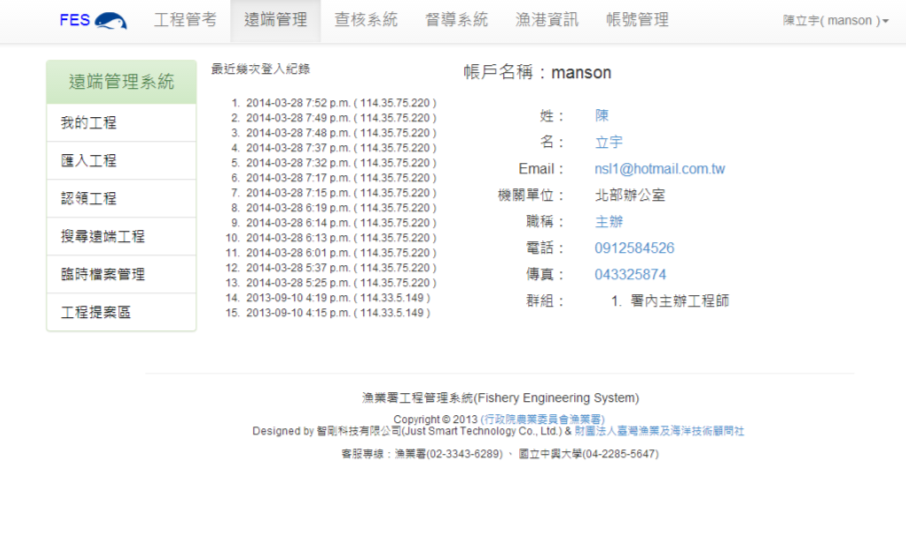 FES 工程管考 遠端管理 查核系統 督導系統 漁港資訊 帳號管理 陳立宇( manson )
遠端管理系統
我的工程
匯入工程
認領工程
搜尋遠端工程
臨時檔案管理
工程提案區
最近幾次登入紀錄
1. 2014-03-28 7:52 p.m. ( 114.35.75.220 )
2. 2014-03-28 7:49 p.m. ( 114.35.75.220 )
3. 2014-03-28 7:48 p.m. ( 114.35.75.220 )
4. 2014-03-28 7:37 p.m. ( 114.35.75.220 )
5. 2014-03-28 7:32 p.m. ( 114.35.75.220 )
6. 2014-03-28 7:17 p.m. ( 114.35.75.220 )
7. 2014-03-28 7:15 p.m. ( 114.35.75.220 )
8. 2014-03-28 6:19 p.m. ( 114.35.75.220 )
9. 2014-03-28 6:14 p.m. ( 114.35.75.220 )
10. 2014-03-28 6:13 p.m. ( 114.35.75.220 )
11. 2014-03-28 6:01 p.m. ( 114.35.75.220 )
12. 2014-03-28 5:37 p.m. ( 114.35.75.220 )
13. 2014-03-28 5:25 p.m. ( 114.35.75.220 )
14. 2013-09-10 4:19 p.m. ( 114.33.5.149 )
15. 2013-09-10 4:15 p.m. ( 114.33.5.149 )
帳戶名稱：manson
姓： 陳
名： 立宇
Email： nsl1@hotmail.com.tw
機關單位： 北部辦公室
職稱： 主辦
電話： 0912584526
傳真： 043325874
群組： 1. 署內主辦工程師
漁業署工程管理系統(Fishery Engineering System)
Copyright © 2013 (行政院農業委員會漁業署)
Designed by 智剛科技有限公司(Just Smart Technology Co., Ltd.) & 財團法人臺灣漁業及海洋技術顧問社
客服專線：漁業署(02-3343-6289) 、 國立中興大學(04-2285-5647)